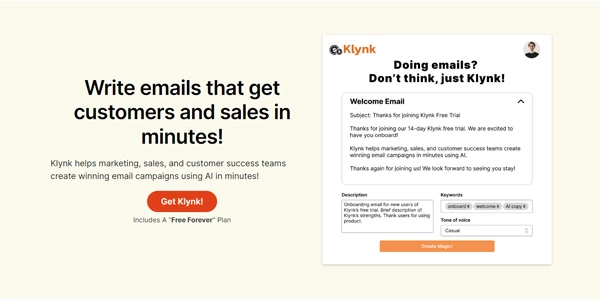 Write emails that get
customers and sales in
minutes!
Klynk helps marketing, sales, and customer success teams
create winning email campaigns using AI in minutes!
Get Klynk!
Includes A "Free Forever" Plan
Klynk
Doing emails?
Don't think, just Klynk!
Welcome Email
Subject: Thanks for joining Klynk Free Trial
Thanks for joining our 14-day Klynk free trial. We are excited to
have you onboard!
Klynk helps marketing, sales, and customer success teams create
winning email campaigns in minutes using AI.
Thanks again for joining us! We look forward to seeing you stay!
Description
Onboarding email for new users of
Klynk's free trial. Brief description of
Klynk's strengths. Thank users for using
product.
Keywords
onboard x welcome x AI copy x
Tone of voice
Casual
Create Magic!